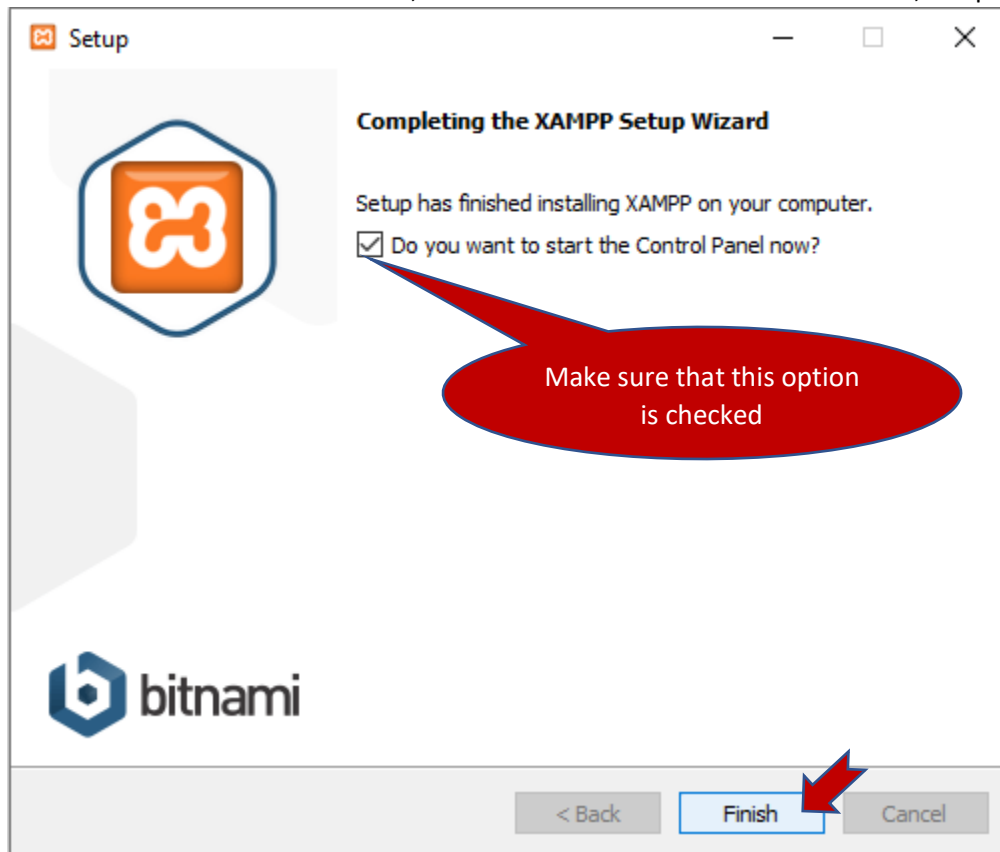 Setup
Completing the XAMPP Setup Wizard
Setup has finished installing XAMPP on your computer.
Do you want to start the Control Panel now?
Make sure that this option
is checked
bitnami
< Back
Finish
Cancel